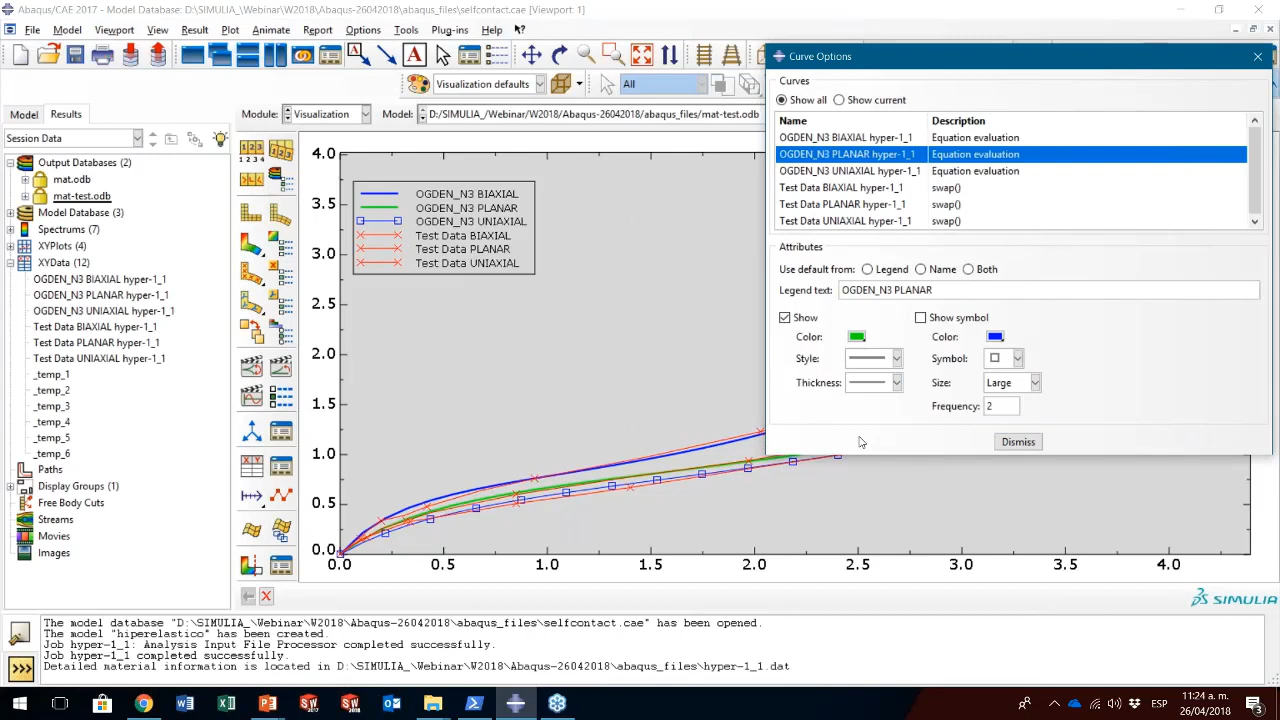 Abaqus/CAE 2017 - Model Database: D:\SIMULIA_\Webinar\W2018\Abaqus-26042018\abaqus_files\selfcontact.cae [Viewport: 1]
File Model Viewport View Result Plot Animate Report Options Tools Plug-ins Help
Visualization defaults
All
Model Results
Module: Visualization Model: D:/SIMULIA_/Webinar/W2018/Abaqus-26042018/abaqus_files/mat-test.odb
Session Data
Output Databases (2)
mat.odb
mat-test.odb
Model Database (3)
Spectrums (7)
XYPlots (4)
XYData (12)
OGDEN_N3 BIAXIAL hyper-1_1
OGDEN_N3 PLANAR hyper-1_1
OGDEN_N3 UNIAXIAL hyper-1_1
Test Data BIAXIAL hyper-1_1
Test Data PLANAR hyper-1_1
Test Data UNIAXIAL hyper-1_1
_temp_1
_temp_2
_temp_3
_temp_4
_temp_5
_temp_6
Paths
Display Groups (1)
Free Body Cuts
Streams
Movies
Images
4.0
3.5
3.0
2.5
2.0
1.5
1.0
0.5
0.0
OGDEN_N3 BIAXIAL
OGDEN_N3 PLANAR
OGDEN_N3 UNIAXIAL
Test Data BIAXIAL
Test Data PLANAR
Test Data UNIAXIAL
0.0 0.5 1.0 1.5 2.0 2.5 3.0 3.5 4.0
Curve Options
Curves
Show all Show current
Name Description
OGDEN_N3 BIAXIAL hyper-1_1 Equation evaluation
OGDEN_N3 PLANAR hyper-1_1 Equation evaluation
OGDEN_N3 UNIAXIAL hyper-1_1 Equation evaluation
Test Data BIAXIAL hyper-1_1 swap()
Test Data PLANAR hyper-1_1 swap()
Test Data UNIAXIAL hyper-1_1 swap()
Attributes
Use default from: Legend Name Both
Legend text: OGDEN_N3 PLANAR
Show Show symbol
Color: Color:
Style: Symbol:
Thickness: Size: Large
Frequency: 2
Dismiss
SIMULIA
The model database "D:\SIMULIA_\Webinar\W2018\Abaqus-26042018\abaqus_files\selfcontact.cae" has been opened.
The model "hiperelastico" has been created.
Job hyper-1_1: Analysis Input File Processor completed successfully.
Job hyper-1_1 completed successfully.
Detailed material information is located in D:\SIMULIA_\Webinar\W2018\Abaqus-26042018\abaqus_files\hyper-1_1.dat
>>>
ESP
11:24 a. m.
26/04/2018